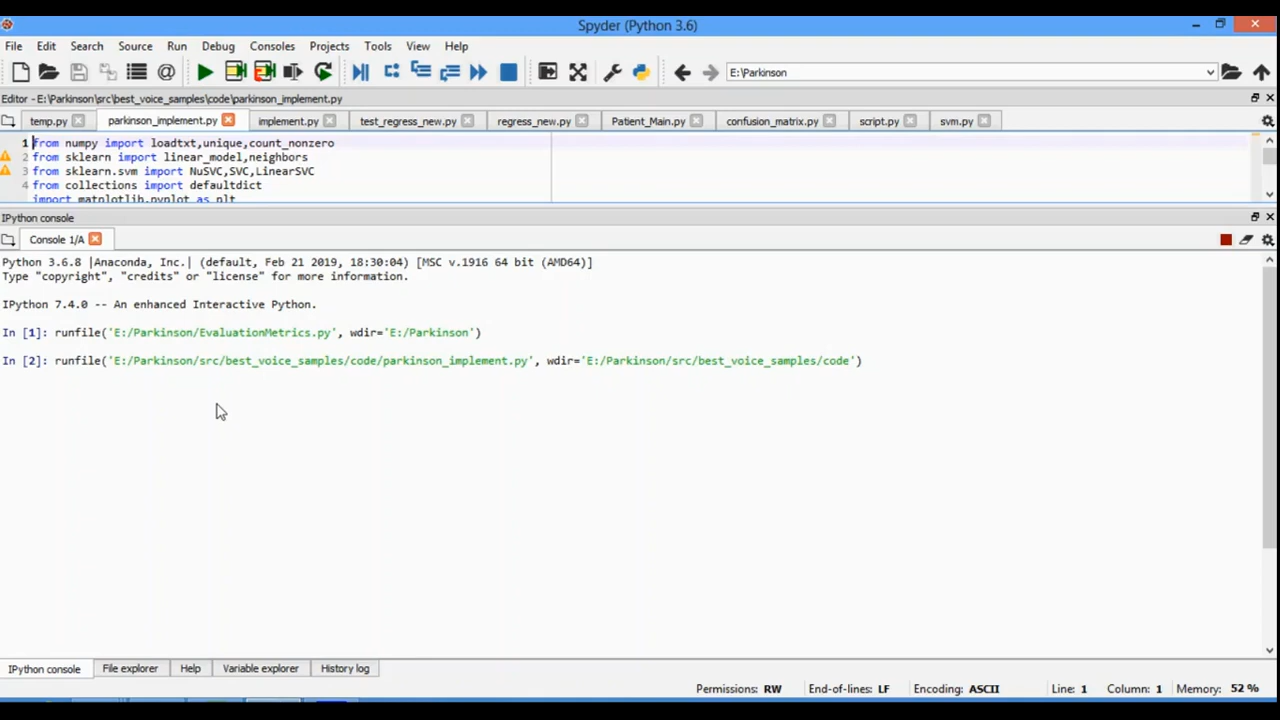 Spyder (Python 3.6)
File Edit Search Source Run Debug Consoles Projects Tools View Help
E:\Parkinson
Editor - E:\Parkinson\src\best_voice_samples\code\parkinson_implement.py
temp.py parkinson_implement.py implement.py test_regress_new.py regress_new.py Patient_Main.py confusion_matrix.py script.py svm.py
1 from numpy import loadtxt,unique,count_nonzero
2 from sklearn import linear_model,neighbors
3 from sklearn.svm import NuSVC,SVC,LinearSVC
4 from collections import defaultdict
import matplotlib.pyplot as plt
IPython console
Console 1/A
Python 3.6.8 |Anaconda, Inc.| (default, Feb 21 2019, 18:30:04) [MSC v.1916 64 bit (AMD64)]
Type "copyright", "credits" or "license" for more information.
IPython 7.4.0 -- An enhanced Interactive Python.
In [1]: runfile('E:/Parkinson/EvaluationMetrics.py', wdir='E:/Parkinson')
In [2]: runfile('E:/Parkinson/src/best_voice_samples/code/parkinson_implement.py', wdir='E:/Parkinson/src/best_voice_samples/code')
IPython console File explorer Help Variable explorer History log
Permissions: RW End-of-lines: LF Encoding: ASCII Line: 1 Column: 1 Memory: 52 %